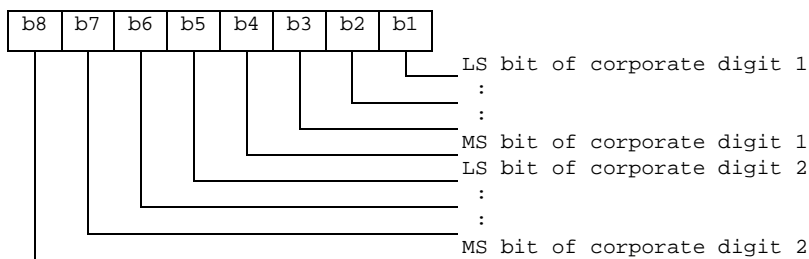 b8 b7 b6 b5 b4 b3 b2 b1
LS bit of corporate digit 1
:
:
MS bit of corporate digit 1
LS bit of corporate digit 2
:
:
MS bit of corporate digit 2